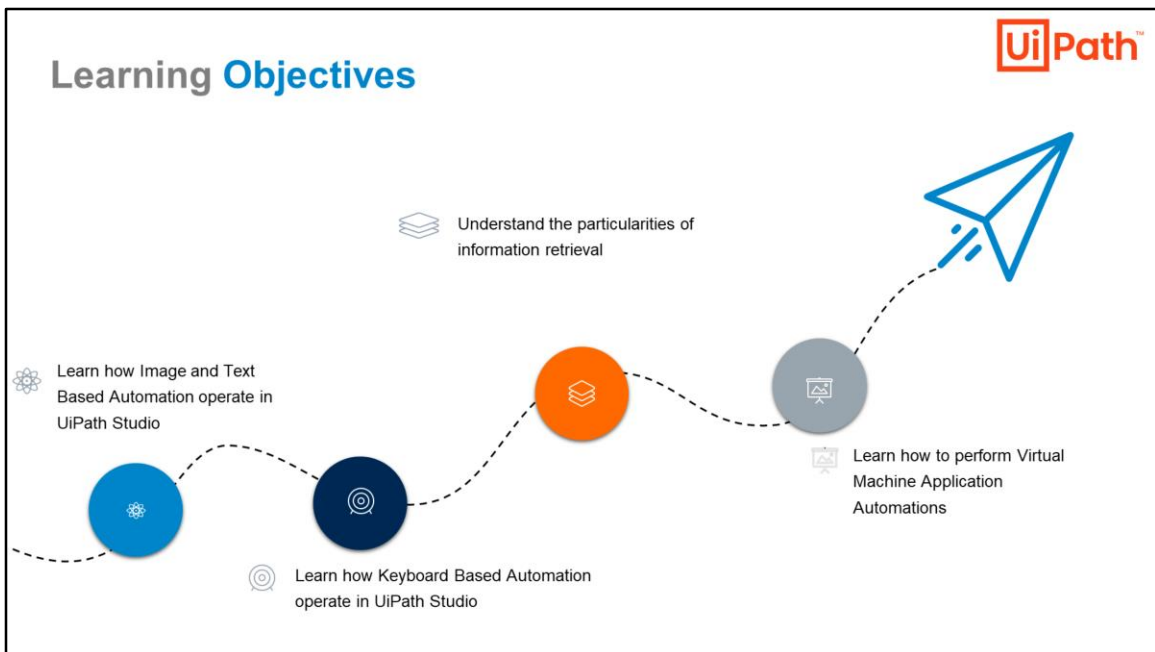 Learning Objectives
UiPath™
Understand the particularities of
information retrieval
Learn how Image and Text
Based Automation operate in
UiPath Studio
Learn how to perform Virtual
Machine Application
Automations
Learn how Keyboard Based Automation
operate in UiPath Studio